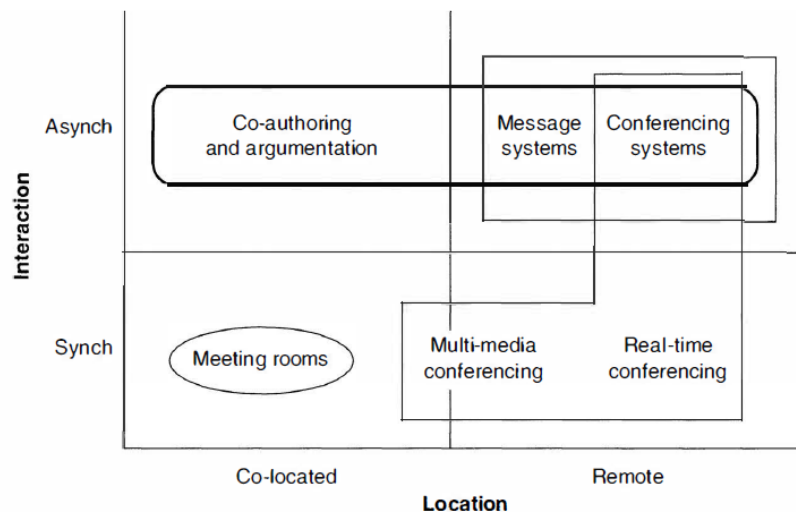 Asynch
Co-authoring
and argumentation
Message
systems
Conferencing
systems
Interaction
Synch
Meeting rooms
Multi-media
conferencing
Real-time
conferencing
Co-located
Remote
Location